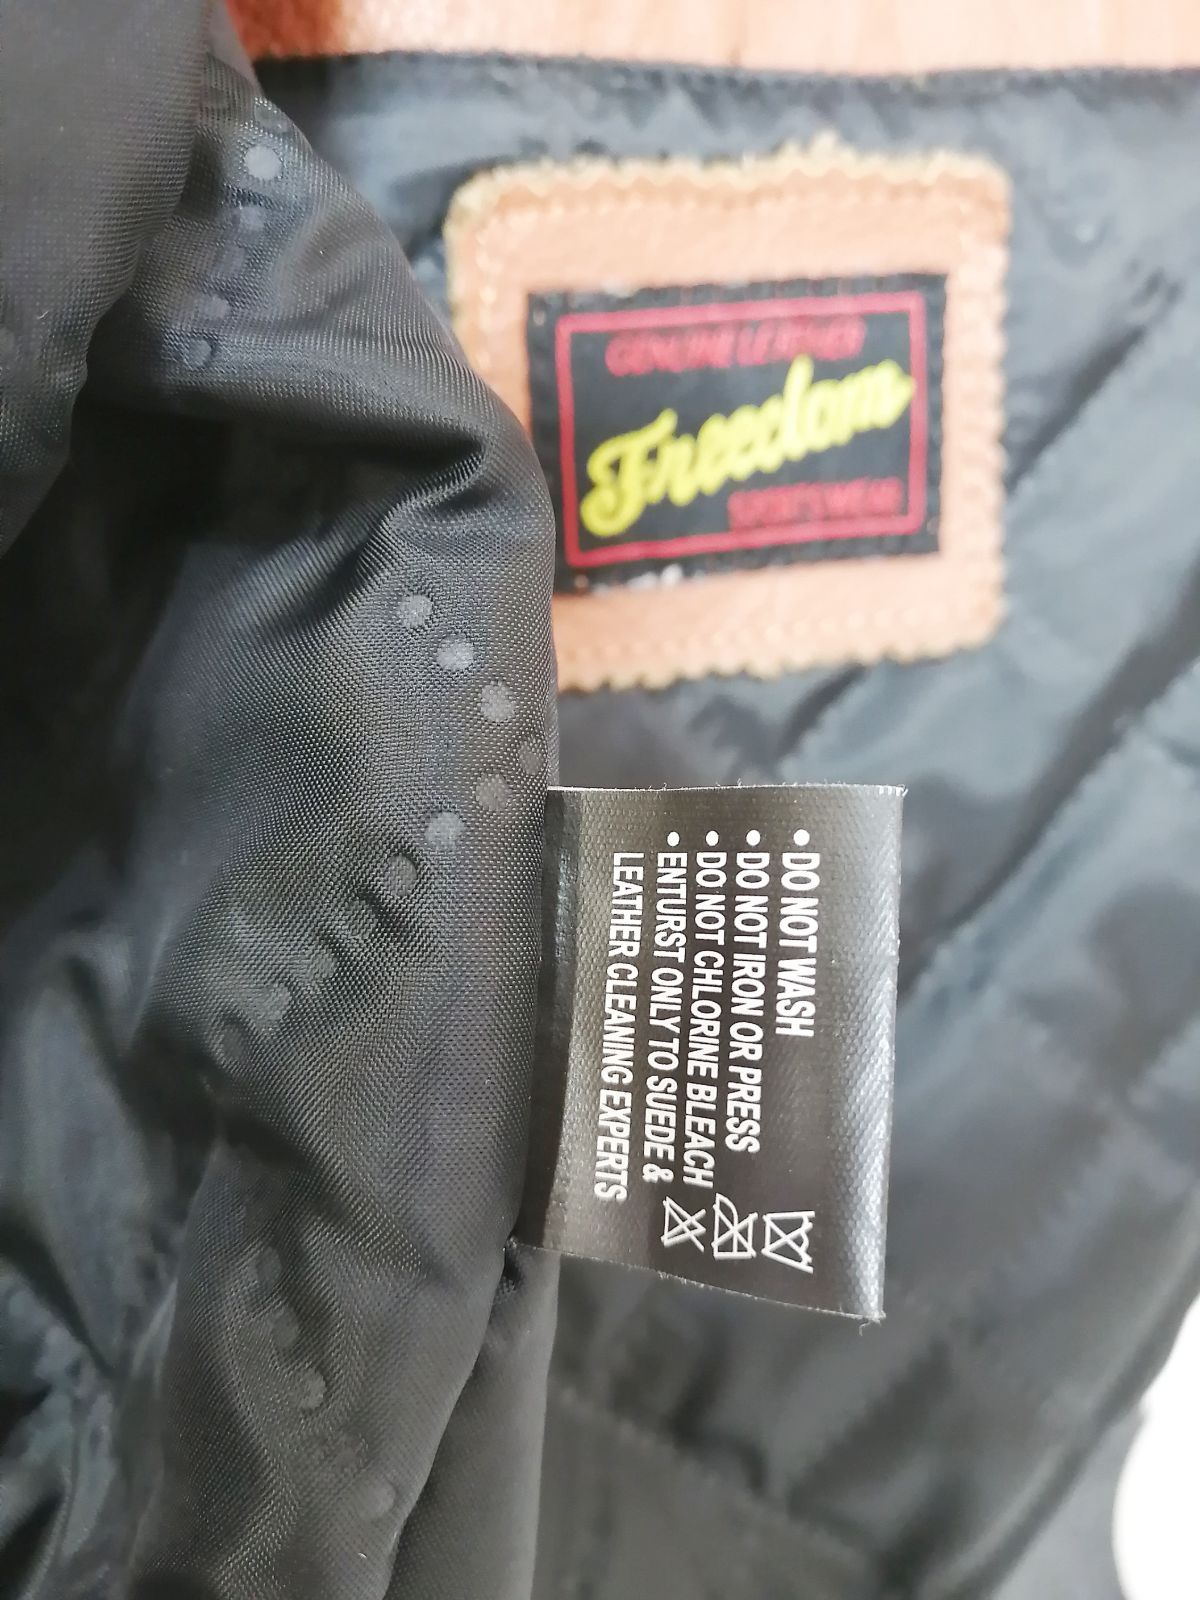 GENUINE LEATHER
Freedom
SPORTSWEAR
• DO NOT WASH
• DO NOT IRON OR PRESS
• DO NOT CHLORINE BLEACH
• ENTURST ONLY TO SUEDE &
LEATHER CLEANING EXPERTS